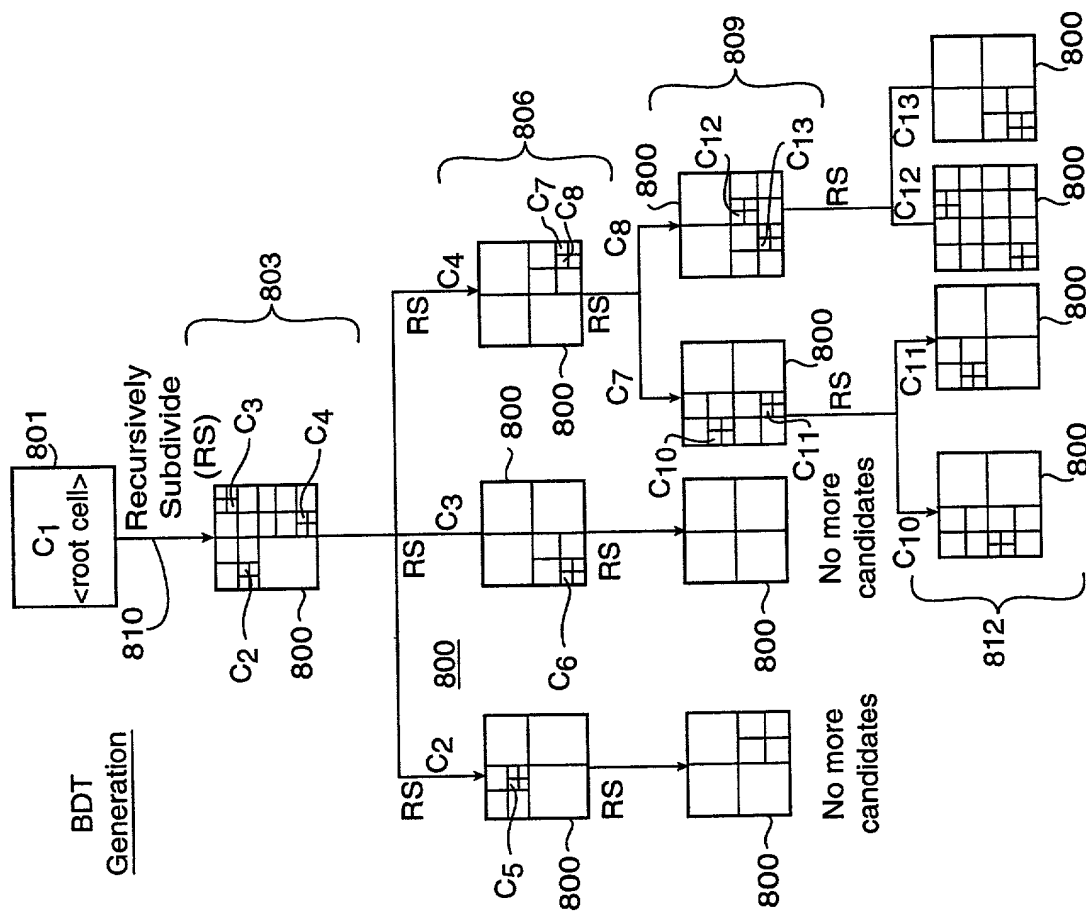 BDT
Generation
801
C1
<root cell>
810
Recursively
Subdivide
(RS)
803
C3
C2
C4
800
RS
C2
RS
C3
RS
C4
806
800
800
C7
C8
C5
C6
800
800
RS
RS
RS
C7
C8
809
800
C12
C13
C10
C11
800
800
800
RS
RS
No more
candidates
No more
candidates
C10
C11
C12
C13
812
800
800
800
800